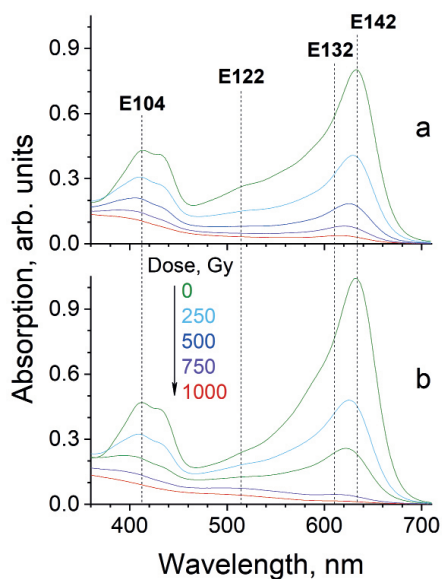 E142
E132
E104
E122
a
0.9
0.6
0.3
0.0
Absorption, arb. units
Dose, Gy
0
250
500
750
1000
b
0.9
0.6
0.3
0.0
400 500 600 700
Wavelength, nm